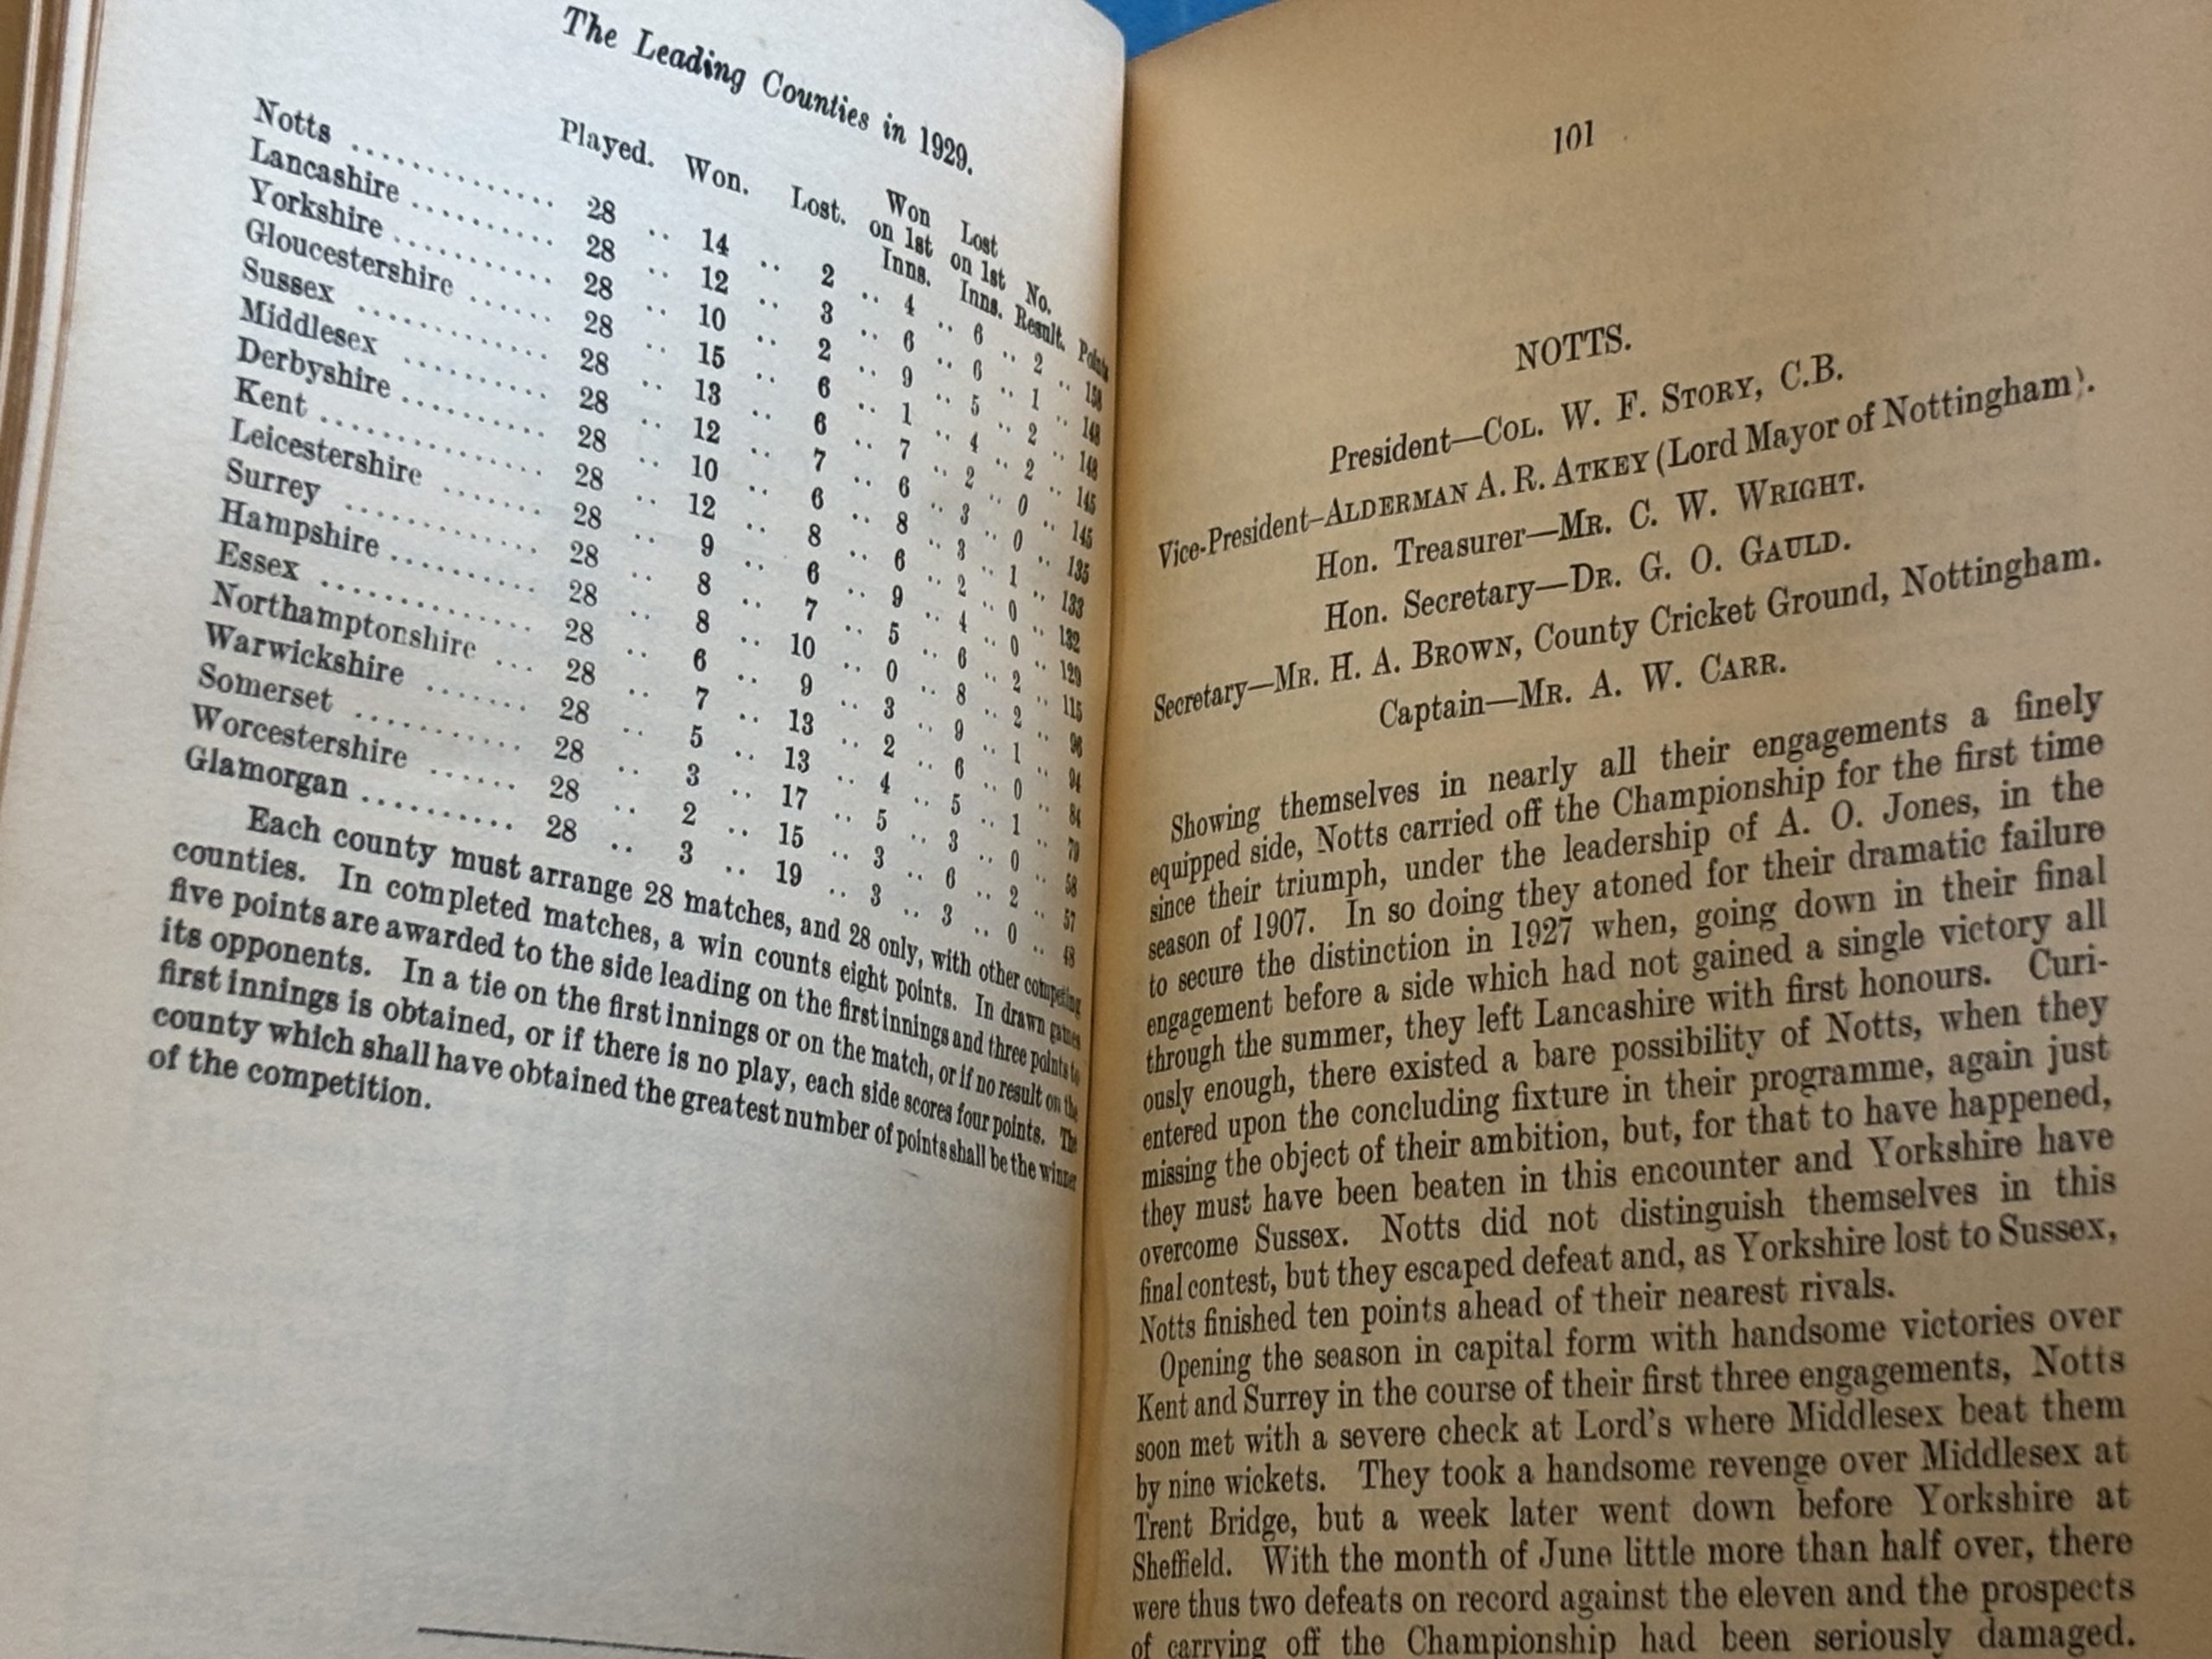 The Leading Counties in 1929.
Played. Won. Lost. Won on 1st Inns. Lost on 1st Inns. No. Result. Points
Notts .............. 28 .. 14 .. 2 .. 4 .. 6 .. 2 .. 158
Lancashire .......... 28 .. 12 .. 3 .. 6 .. 6 .. 1 .. 148
Yorkshire ........... 28 .. 10 .. 2 .. 9 .. 5 .. 2 .. 148
Gloucestershire ...... 28 .. 15 .. 6 .. 1 .. 4 .. 2 .. 145
Sussex ............. 28 .. 13 .. 6 .. 7 .. 2 .. 0 .. 145
Middlesex .......... 28 .. 12 .. 7 .. 6 .. 3 .. 0 .. 135
Derbyshire .......... 28 .. 10 .. 6 .. 8 .. 3 .. 1 .. 133
Kent ............... 28 .. 12 .. 8 .. 6 .. 2 .. 0 .. 132
Leicestershire ....... 28 .. 9 .. 6 .. 9 .. 4 .. 0 .. 129
Surrey ............. 28 .. 8 .. 7 .. 5 .. 6 .. 2 .. 115
Hampshire .......... 28 .. 8 .. 10 .. 0 .. 8 .. 2 .. 96
Essex .............. 28 .. 6 .. 9 .. 3 .. 9 .. 1 .. 94
Northamptonshire ... 28 .. 7 .. 13 .. 2 .. 6 .. 0 .. 84
Warwickshire ....... 28 .. 5 .. 13 .. 4 .. 5 .. 1 .. 79
Somerset ........... 28 .. 3 .. 17 .. 5 .. 3 .. 0 .. 58
Worcestershire ...... 28 .. 2 .. 15 .. 3 .. 6 .. 2 .. 57
Glamorgan .......... 28 .. 3 .. 19 .. 3 .. 3 .. 0 .. 48
Each county must arrange 28 matches, and 28 only, with other competing
counties. In completed matches, a win counts eight points. In drawn games
five points are awarded to the side leading on the first innings and three points to
its opponents. In a tie on the first innings or on the match, or if no result on the
first innings is obtained, or if there is no play, each side scores four points. The
county which shall have obtained the greatest number of points shall be the winner
of the competition.
101
NOTTS.
President—COL. W. F. STORY, C.B.
Vice-President–ALDERMAN A. R. ATKEY (Lord Mayor of Nottingham).
Hon. Treasurer—MR. C. W. WRIGHT.
Hon. Secretary—DR. G. O. GAULD.
Secretary—MR. H. A. BROWN, County Cricket Ground, Nottingham.
Captain—MR. A. W. CARR.
Showing themselves in nearly all their engagements a finely
equipped side, Notts carried off the Championship for the first time
since their triumph, under the leadership of A. O. Jones, in the
season of 1907. In so doing they atoned for their dramatic failure
to secure the distinction in 1927 when, going down in their final
engagement before a side which had not gained a single victory all
through the summer, they left Lancashire with first honours. Curi-
ously enough, there existed a bare possibility of Notts, when they
entered upon the concluding fixture in their programme, again just
missing the object of their ambition, but, for that to have happened,
they must have been beaten in this encounter and Yorkshire have
overcome Sussex. Notts did not distinguish themselves in this
final contest, but they escaped defeat and, as Yorkshire lost to Sussex,
Notts finished ten points ahead of their nearest rivals.
Opening the season in capital form with handsome victories over
Kent and Surrey in the course of their first three engagements, Notts
soon met with a severe check at Lord's where Middlesex beat them
by nine wickets. They took a handsome revenge over Middlesex at
Trent Bridge, but a week later went down before Yorkshire at
Sheffield. With the month of June little more than half over, there
were thus two defeats on record against the eleven and the prospects
of carrying off the Championship had been seriously damaged.